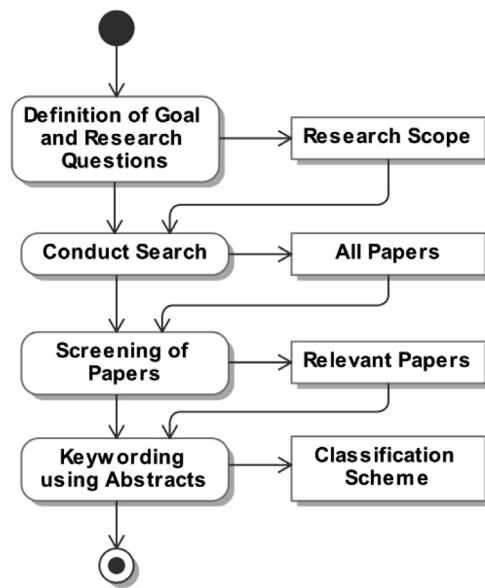 Definition of Goal
and Research
Questions
Research Scope
Conduct Search
All Papers
Screening of
Papers
Relevant Papers
Keywording
using Abstracts
Classification
Scheme